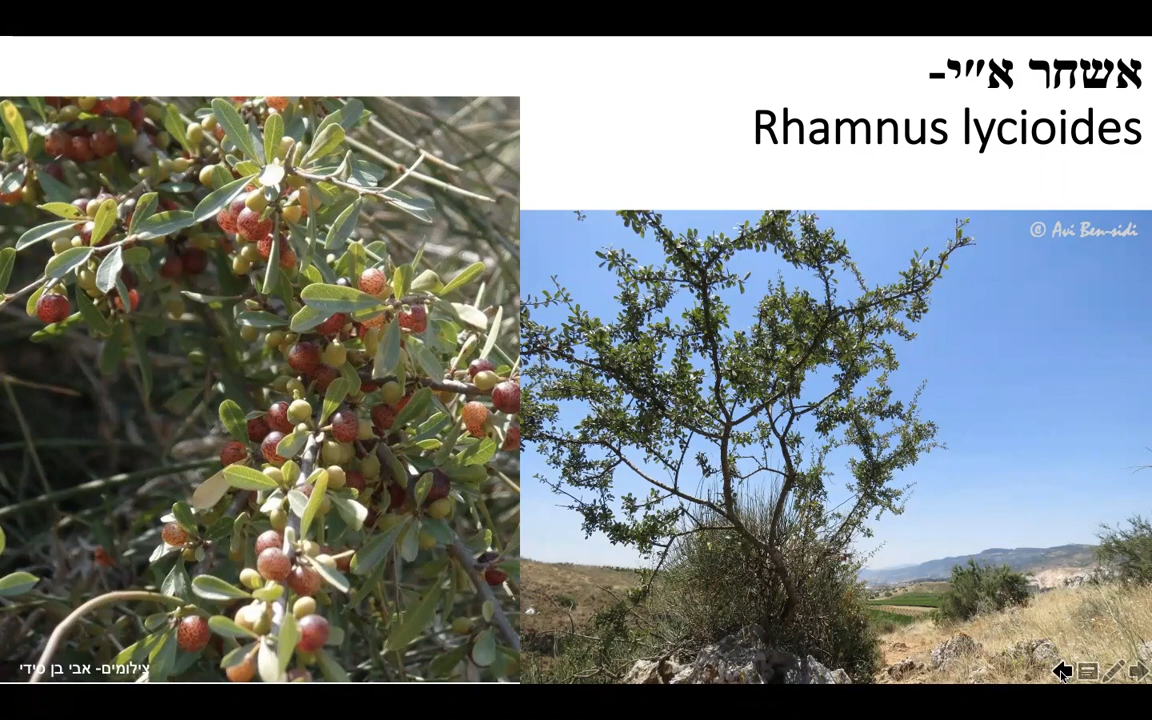 אשחר א"י-
Rhamnus lycioides
© Avi Ben-sidi
צילומים- אבי בן סידי